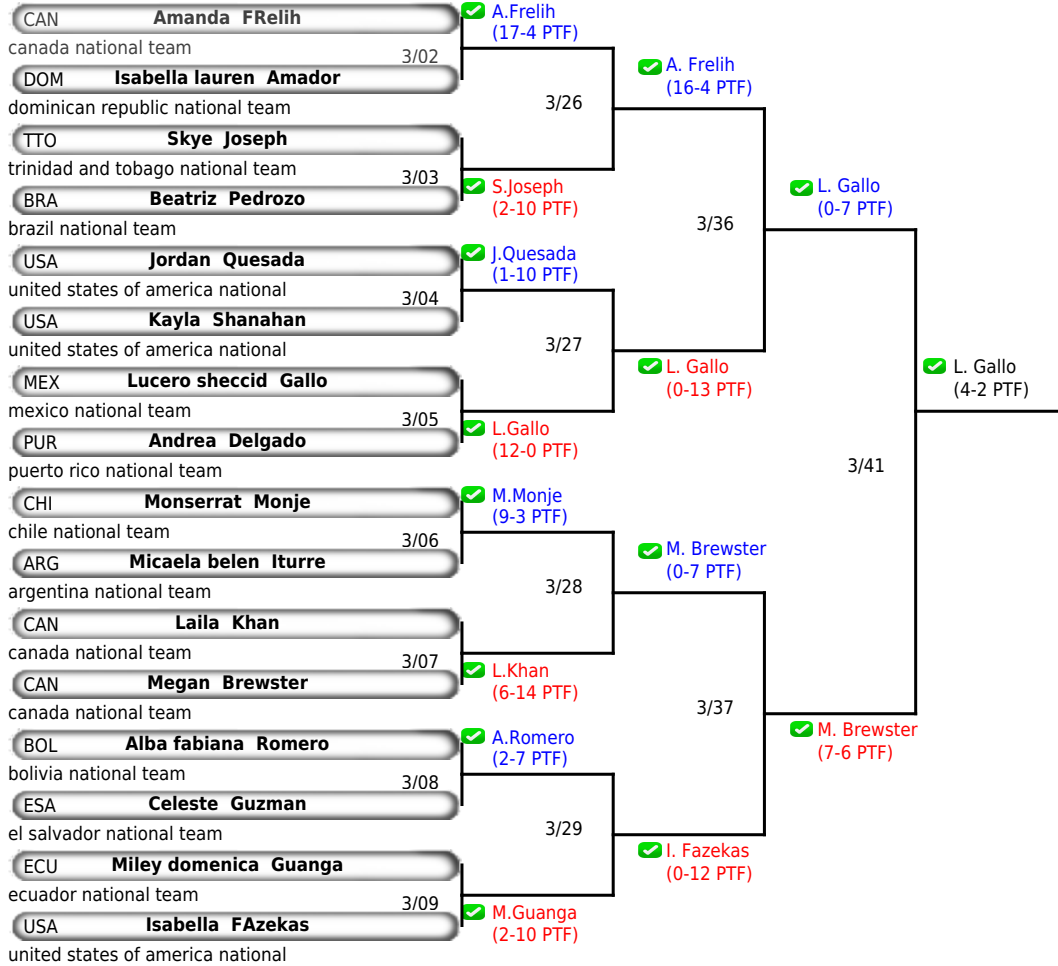 CAN Amanda FRelih
canada national team
3/02
DOM Isabella lauren Amador
dominican republic national team
A.Frelih
(17-4 PTF)
3/26
A. Frelih
(16-4 PTF)
TTO Skye Joseph
trinidad and tobago national team
3/03
BRA Beatriz Pedrozo
brazil national team
S.Joseph
(2-10 PTF)
3/36
L. Gallo
(0-7 PTF)
USA Jordan Quesada
united states of america national
3/04
USA Kayla Shanahan
united states of america national
J.Quesada
(1-10 PTF)
3/27
L. Gallo
(0-13 PTF)
MEX Lucero sheccid Gallo
mexico national team
3/05
PUR Andrea Delgado
puerto rico national team
L.Gallo
(12-0 PTF)
3/41
L. Gallo
(4-2 PTF)
CHI Monserrat Monje
chile national team
3/06
ARG Micaela belen Iturre
argentina national team
M.Monje
(9-3 PTF)
3/28
M. Brewster
(0-7 PTF)
CAN Laila Khan
canada national team
3/07
CAN Megan Brewster
canada national team
L.Khan
(6-14 PTF)
3/37
M. Brewster
(7-6 PTF)
BOL Alba fabiana Romero
bolivia national team
3/08
ESA Celeste Guzman
el salvador national team
A.Romero
(2-7 PTF)
3/29
I. Fazekas
(0-12 PTF)
ECU Miley domenica Guanga
ecuador national team
3/09
USA Isabella FAzekas
united states of america national
M.Guanga
(2-10 PTF)